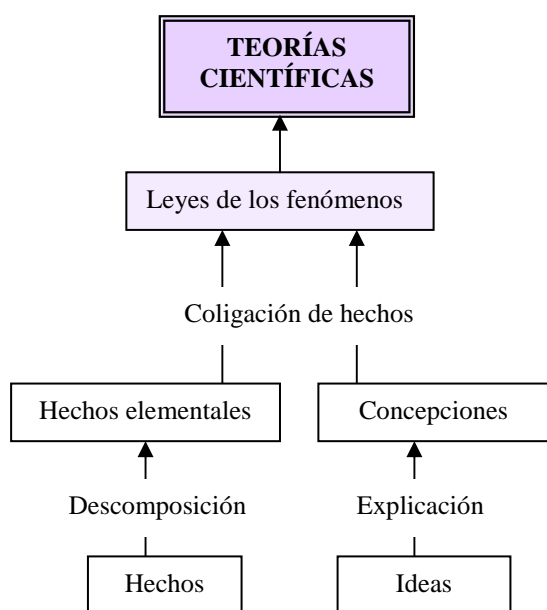 TEORÍAS
CIENTÍFICAS
Leyes de los fenómenos
Coligación de hechos
Hechos elementales
Concepciones
Descomposición
Explicación
Hechos
Ideas